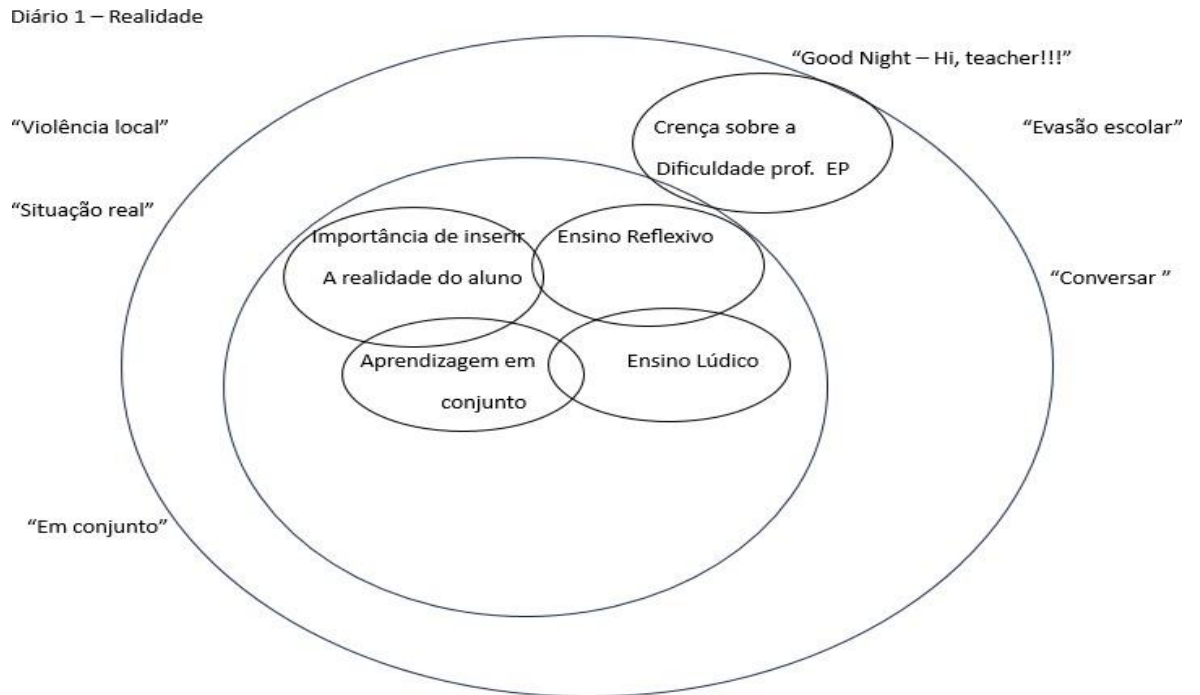 Diário 1 – Realidade
“Good Night – Hi, teacher!!!”
“Violência local”
Crença sobre a
Dificuldade prof. EP
“Evasão escolar”
“Situação real”
Importância de inserir
A realidade do aluno
Ensino Reflexivo
“Conversar ”
Aprendizagem em
conjunto
Ensino Lúdico
“Em conjunto”